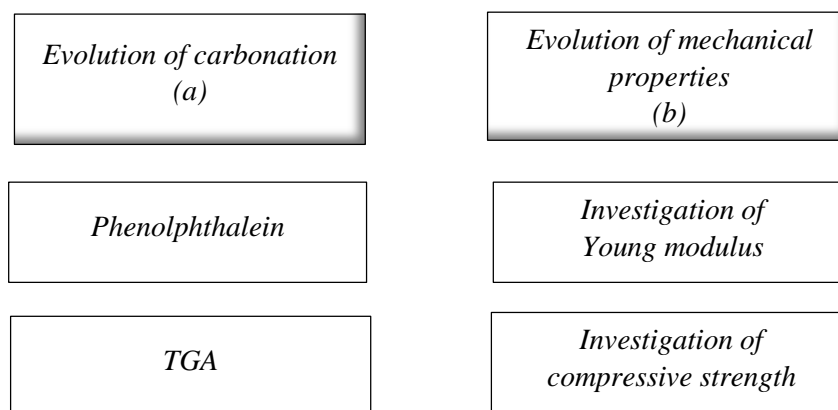 Evolution of carbonation
(a)
Phenolphthalein
TGA
Evolution of mechanical
properties
(b)
Investigation of
Young modulus
Investigation of
compressive strength